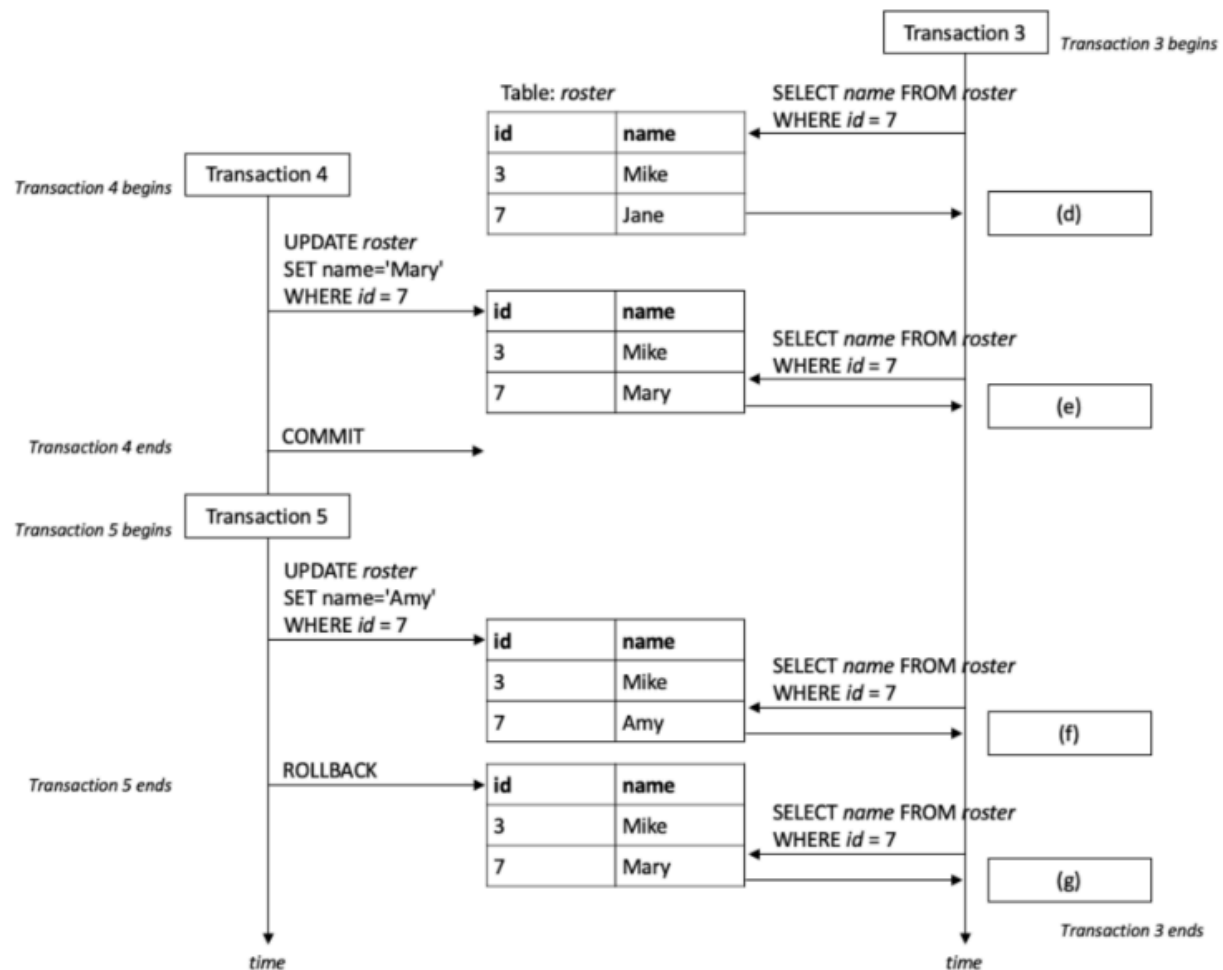 Transaction 3
Transaction 3 begins
Table: roster
SELECT name FROM roster
WHERE id = 7
id name
3 Mike
7 Jane
(d)
Transaction 4
Transaction 4 begins
UPDATE roster
SET name='Mary'
WHERE id = 7
id name
3 Mike
7 Mary
SELECT name FROM roster
WHERE id = 7
(e)
Transaction 4 ends
COMMIT
Transaction 5
Transaction 5 begins
UPDATE roster
SET name='Amy'
WHERE id = 7
id name
3 Mike
7 Amy
SELECT name FROM roster
WHERE id = 7
(f)
Transaction 5 ends
ROLLBACK
id name
3 Mike
7 Mary
SELECT name FROM roster
WHERE id = 7
(g)
Transaction 3 ends
time
time